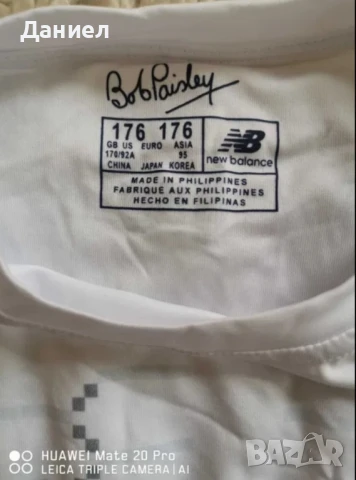 Даниел
Bob Paisley
176 176
GB US EURO ASIA
170/92A 95
CHINA JAPAN KOREA
NB
new balance
MADE IN PHILIPPINES
FABRIQUE AUX PHILIPPINES
HECHO EN FILIPINAS
HUAWEI Mate 20 Pro
LEICA TRIPLE CAMERA | AI
BAZAR